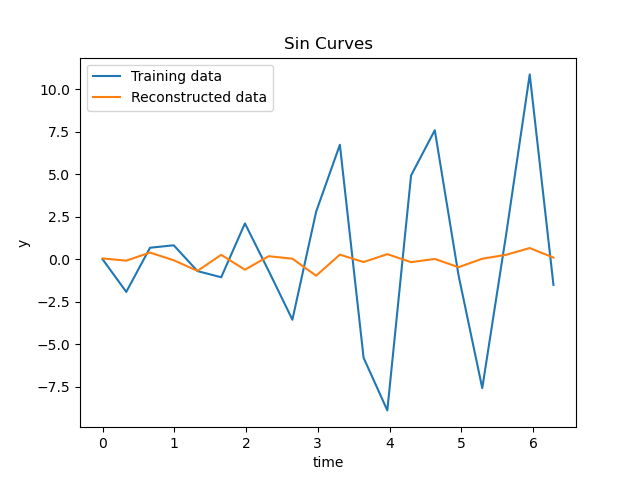 Sin Curves
Training data
Reconstructed data
10.0
7.5
5.0
2.5
0.0
−2.5
−5.0
−7.5
y
0 1 2 3 4 5 6
time